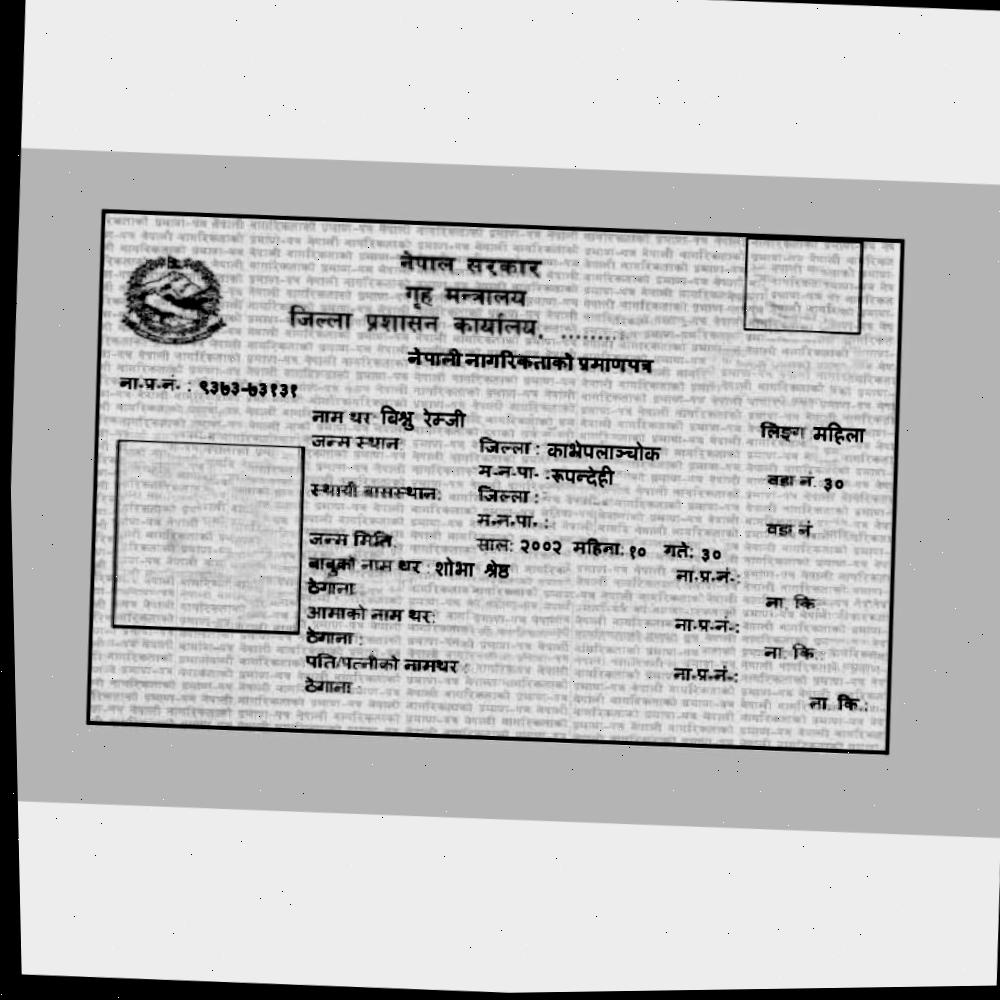 नेपाल सरकार
गृह मन्त्रालय
जिल्ला प्रशासन कार्यालय, .........
नेपाली नागरिकताको प्रमाणपत्र
ना.प्र.नं. : ९३७३-७३१३१
नाम थर: विश्रु रेम्जी लिङ्ग महिला
जन्म स्थान: जिल्ला : काभ्रेपलाञ्चोक
म.न.पा. : रूपन्देही वडा नं. ३०
स्थायी बासस्थान: जिल्ला :
म.न.पा. : वडा नं
जन्म मिति: साल: २००२ महिना: १० गते: ३०
बाबुको नाम थर : शोभा श्रेष्ठ ना.प्र.नं.:
ठेगाना ना. कि
आमाको नाम थर: ना.प्र.नं.:
ठेगाना : ना. कि.:
पति/पत्नीको नामथर : ना.प्र.नं.:
ठेगाना : ना. कि.: